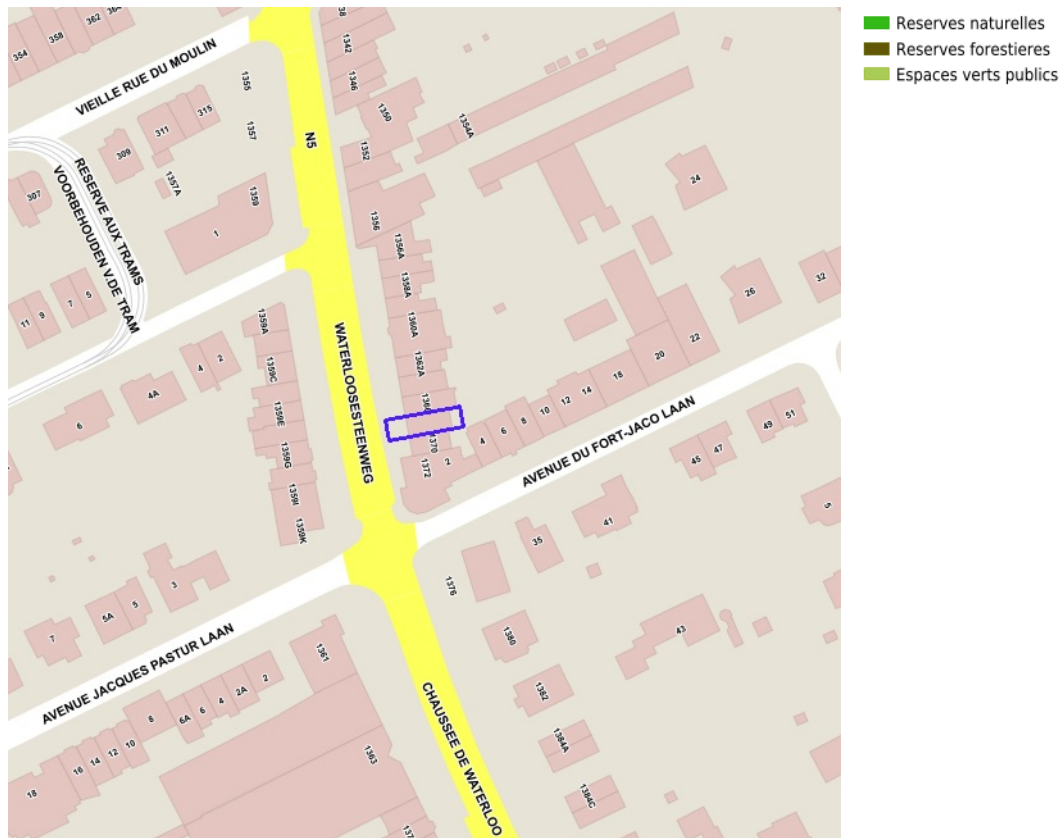 Reserves naturelles
Reserves forestieres
Espaces verts publics
362
358
354
1342
1346
1350
1352
1354A
VIEILLE RUE DU MOULIN
1355
1357
315
311
309
1357A
1359
1
307
RESERVE AUX TRAMS
VOORBEHOUDEN V.DE TRAM
N5
24
1356
1356A
1358A
1360A
1362A
26
32
11
9
7
5
1359A
1359C
1359E
1359G
1359I
1359K
2
4
4A
6
WATERLOOSESTEENWEG
1370
1372
2
4
6
8
10
12
14
18
20
22
AVENUE DU FORT-JACO LAAN
51
49
47
45
41
35
5
1376
1380
1382
1384A
1384C
43
3
5
5A
7
AVENUE JACQUES PASTUR LAAN
1361
2
2A
4
6
6A
8
10
12
14
16
18
1363
CHAUSSEE DE WATERLOO